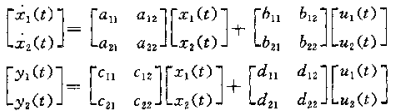 [ẋ₁(t) ẋ₂(t)] = [a₁₁ a₁₂ a₂₁ a₂₂] [x₁(t) x₂(t)] + [b₁₁ b₁₂ b₂₁ b₂₂] [u₁(t) u₂(t)]
[y₁(t) y₂(t)] = [c₁₁ c₁₂ c₂₁ c₂₂] [x₁(t) x₂(t)] + [d₁₁ d₁₂ d₂₁ d₂₂] [u₁(t) u₂(t)]